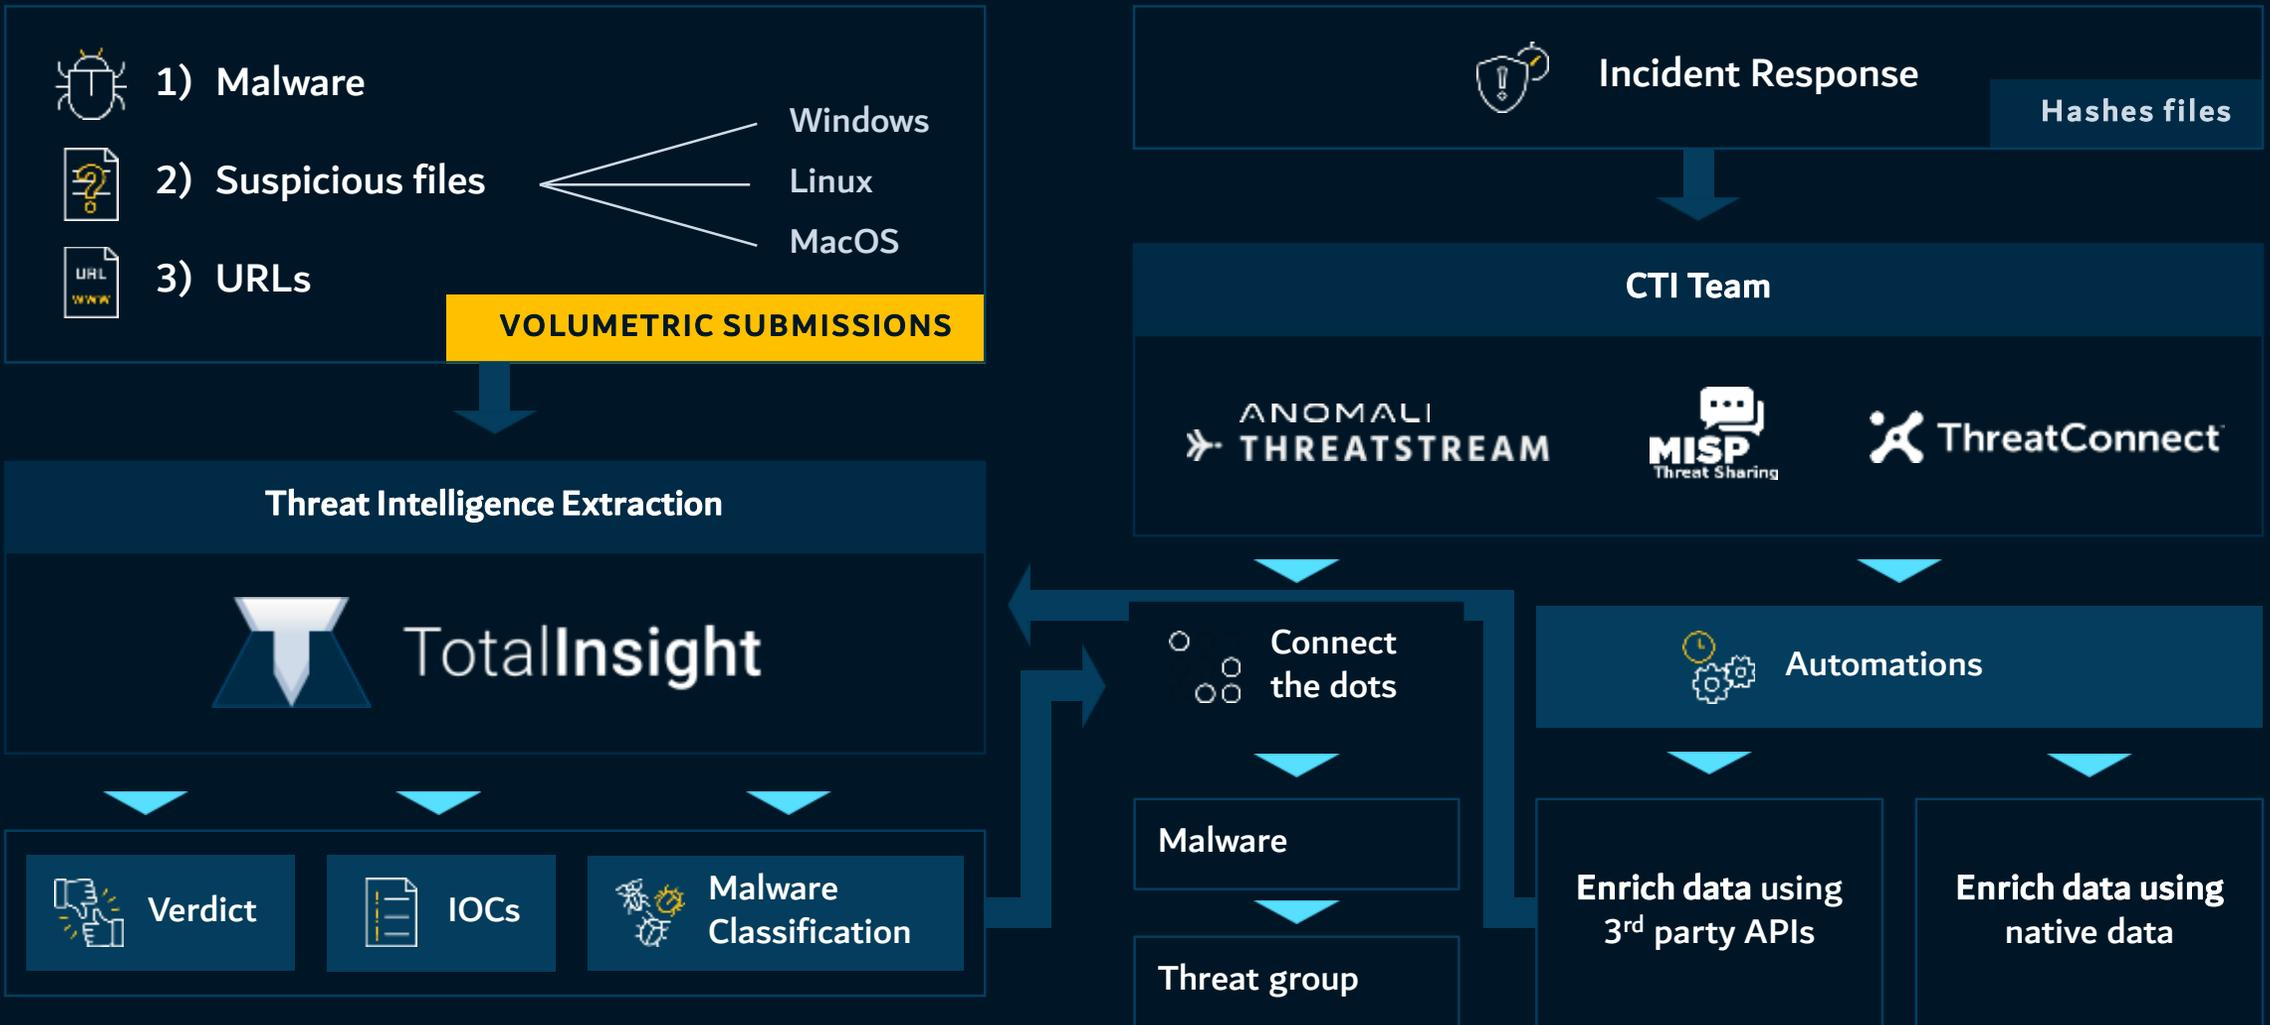 1) Malware
2) Suspicious files
3) URLs
URL
WWW
Windows
Linux
MacOS
VOLUMETRIC SUBMISSIONS
Threat Intelligence Extraction
TotalInsight
Verdict
IOCs
Malware
Classification
Incident Response
Hashes files
CTI Team
ANOMALI
THREATSTREAM
MISP
Threat Sharing
ThreatConnect
Connect
the dots
Malware
Threat group
Automations
Enrich data using
3rd party APIs
Enrich data using
native data